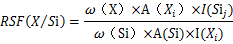 RSF(X/Si) = ω（X）×A（Xᵢ）×I(Siⱼ) / ω（Si）×A(Si)×I(Xᵢ)